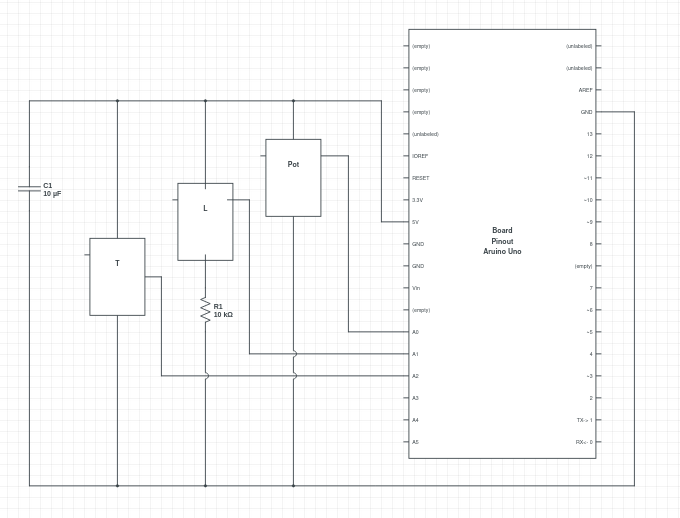 (empty)
(empty)
(empty)
(empty)
(unlabeled)
IOREF
RESET
3.3V
5V
GND
GND
Vin
(empty)
A0
A1
A2
A3
A4
A5
Board
Pinout
Aruino Uno
(unlabeled)
(unlabeled)
AREF
GND
13
12
~11
~10
~9
8
(empty)
7
~6
~5
4
~3
2
TX-> 1
RX<- 0
Pot
L
T
C1
10 µF
R1
10 kΩ